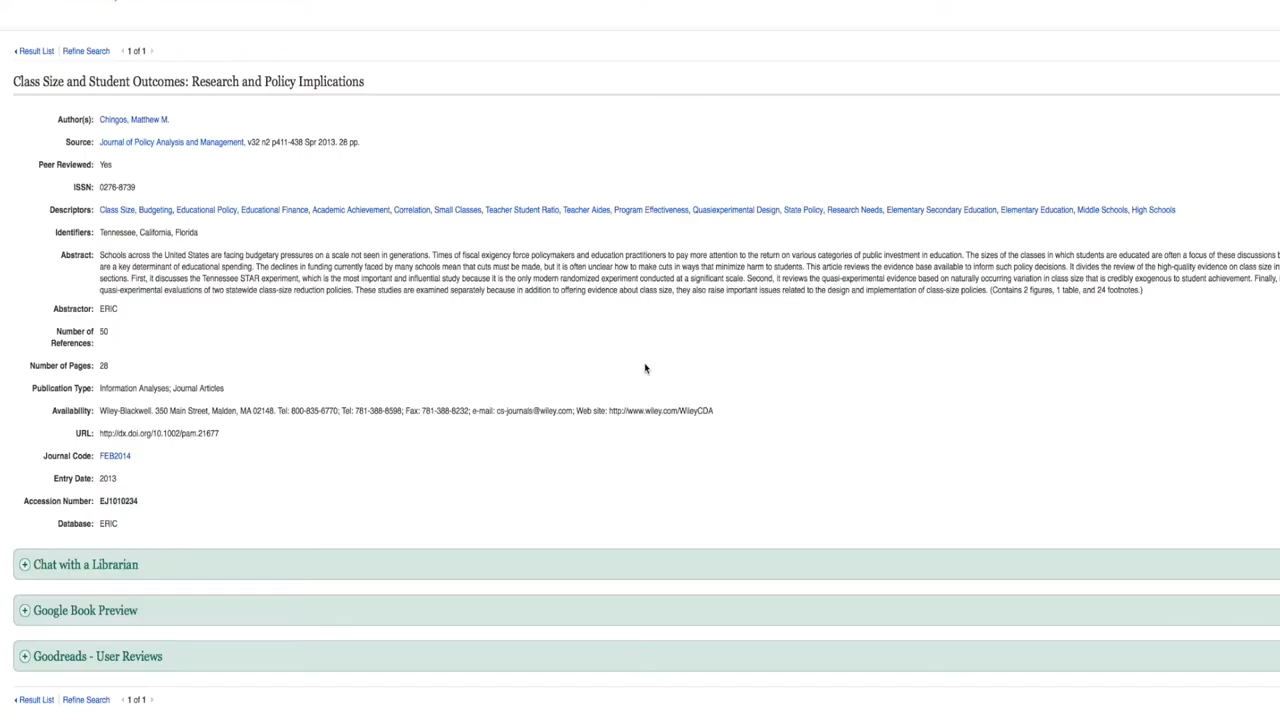 Result List | Refine Search 1 of 1
Class Size and Student Outcomes: Research and Policy Implications
Author(s): Chingos, Matthew M.
Source: Journal of Policy Analysis and Management, v32 n2 p411-438 Spr 2013. 28 pp.
Peer Reviewed: Yes
ISSN: 0276-8739
Descriptors: Class Size, Budgeting, Educational Policy, Educational Finance, Academic Achievement, Correlation, Small Classes, Teacher Student Ratio, Teacher Aides, Program Effectiveness, Quasiexperimental Design, State Policy, Research Needs, Elementary Secondary Education, Elementary Education, Middle Schools, High Schools
Identifiers: Tennessee, California, Florida
Abstract: Schools across the United States are facing budgetary pressures on a scale not seen in generations. Times of fiscal exigency force policymakers and education practitioners to pay more attention to the return on various categories of public investment in education. The sizes of the classes in which students are educated are often a focus of these discussions b
are a key determinant of educational spending. The declines in funding currently faced by many schools mean that cuts must be made, but it is often unclear how to make cuts in ways that minimize harm to students. This article reviews the evidence base available to inform such policy decisions. It divides the review of the high-quality evidence on class size in
sections. First, it discusses the Tennessee STAR experiment, which is the most important and influential study because it is the only modern randomized experiment conducted at a significant scale. Second, it reviews the quasi-experimental evidence based on naturally occurring variation in class size that is credibly exogenous to student achievement. Finally,
quasi-experimental evaluations of two statewide class-size reduction policies. These studies are examined separately because in addition to offering evidence about class size, they also raise important issues related to the design and implementation of class-size policies. (Contains 2 figures, 1 table, and 24 footnotes.)
Abstractor: ERIC
Number of 50
References:
Number of Pages: 28
Publication Type: Information Analyses; Journal Articles
Availability: Wiley-Blackwell. 350 Main Street, Malden, MA 02148. Tel: 800-835-6770; Tel: 781-388-8598; Fax: 781-388-8232; e-mail: cs-journals@wiley.com; Web site: http://www.wiley.com/WileyCDA
URL: http://dx.doi.org/10.1002/pam.21677
Journal Code: FEB2014
Entry Date: 2013
Accession Number: EJ1010234
Database: ERIC
Chat with a Librarian
Google Book Preview
Goodreads - User Reviews
Result List | Refine Search 1 of 1